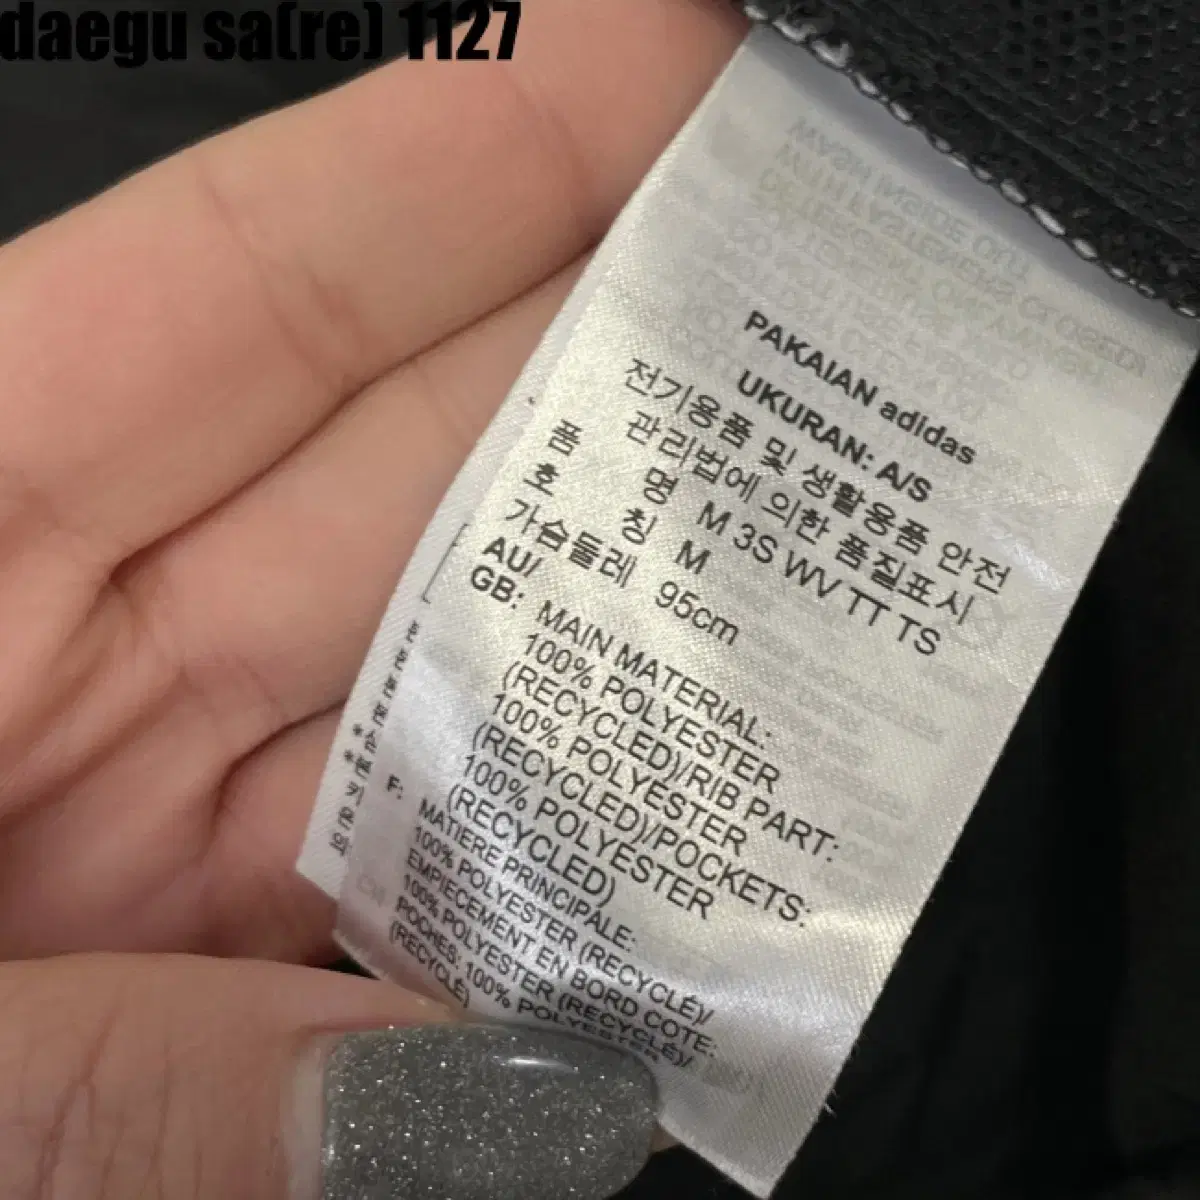 daegu sa(re) 1127
PAKAIAN adidas
UKURAN: A/S
전기용품 및 생활용품 안전
관리법에 의한 품질표시
품 명 M 3S WV TT TS
호 칭 M
가슴둘레 95cm
AU/
GB: MAIN MATERIAL:
100% POLYESTER
(RECYCLED)/RIB PART:
100% POLYESTER
(RECYCLED)/POCKETS:
100% POLYESTER
(RECYCLED)
F: MATIERE PRINCIPALE:
100% POLYESTER (RECYCLÉ)/
EMPIECEMENT EN BORD COTE:
100% POLYESTER (RECYCLÉ)/
POCHES: 100% POLYESTER
(RECYCLÉ)